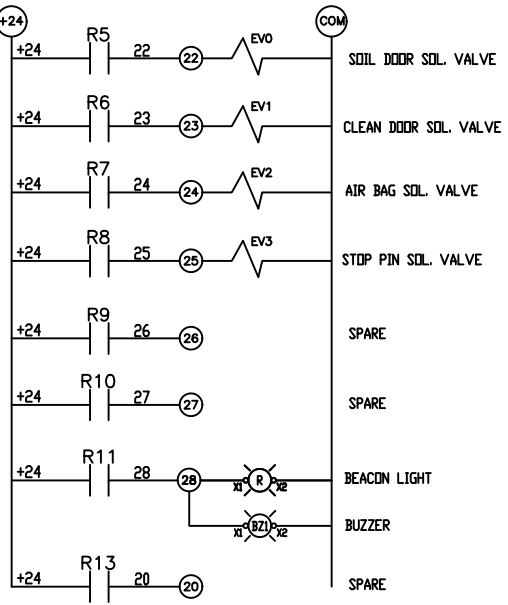 +24 COM
R5
+24 22 22 EV0 SOIL DOOR SOL. VALVE
R6
+24 23 23 EV1 CLEAN DOOR SOL. VALVE
R7
+24 24 24 EV2 AIR BAG SOL. VALVE
R8
+24 25 25 EV3 STOP PIN SOL. VALVE
R9
+24 26 26 SPARE
R10
+24 27 27 SPARE
R11
+24 28 28 X1 R X2 BEACON LIGHT
X1 BZ1 X2 BUZZER
R13
+24 20 20 SPARE